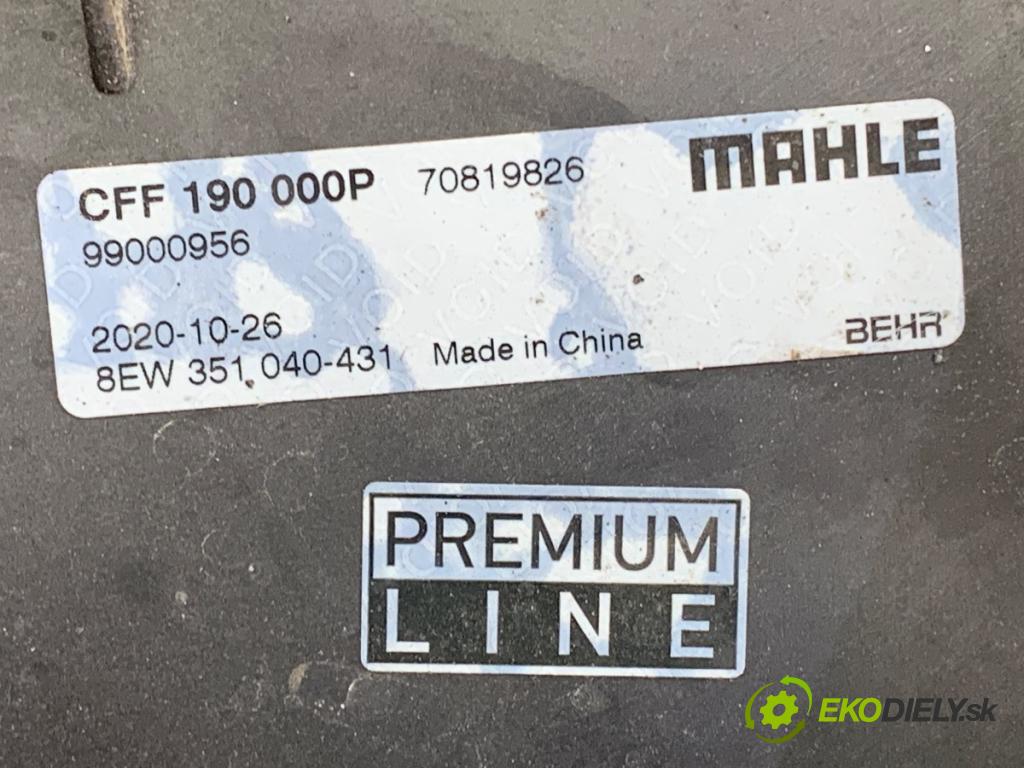 CFF 190 000P 70819826 MAHLE
99000956
2020-10-26
8EW 351 040-431 Made in China BEHR
PREMIUM
LINE
EKODIELY.sk